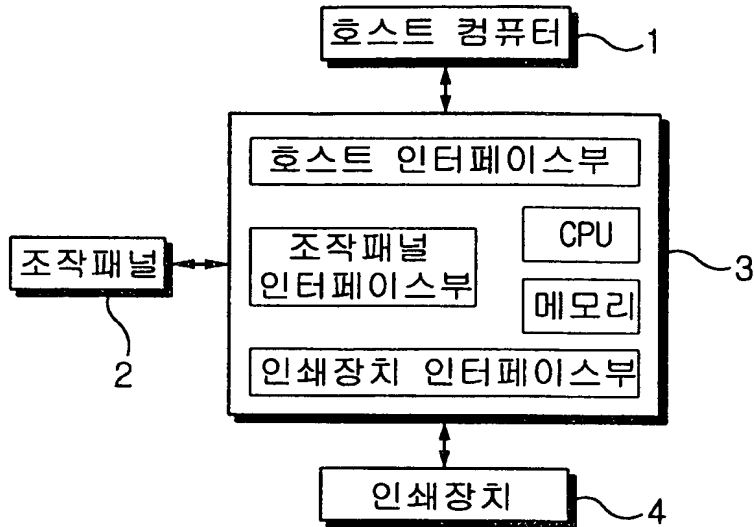 호스트 컴퓨터
1
호스트 인터페이스부
CPU
조작패널
인터페이스부
조작패널
3
메모리
2
인쇄장치 인터페이스부
인쇄장치
4